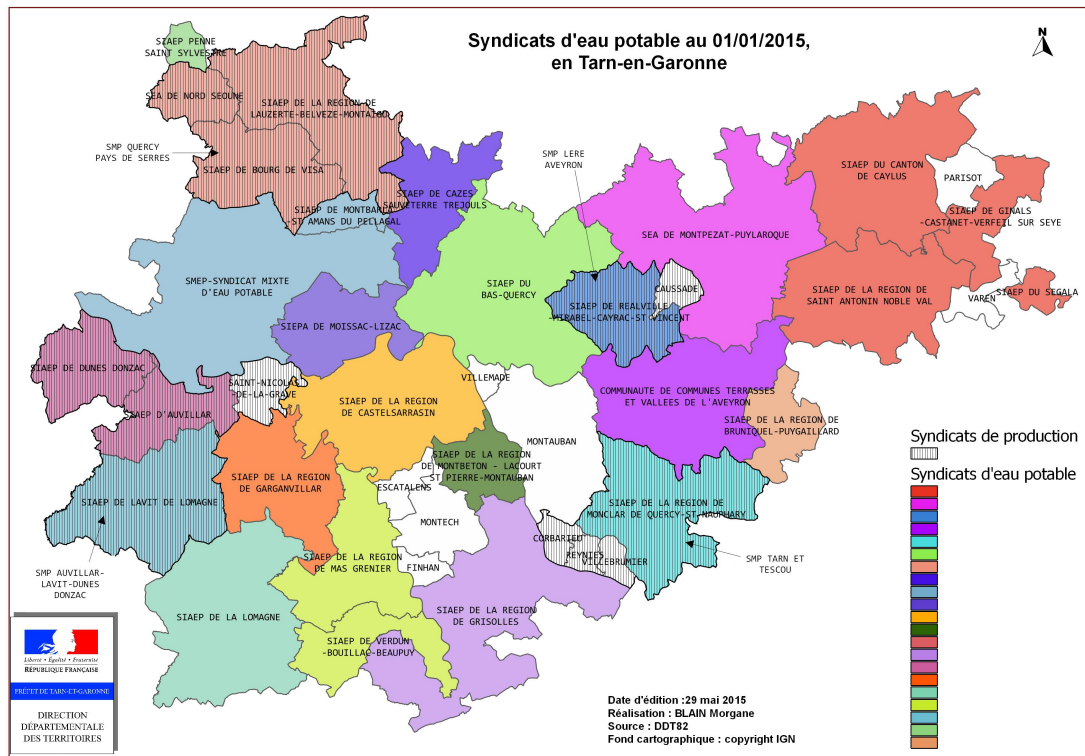 Syndicats d'eau potable au 01/01/2015,
en Tarn-en-Garonne
N
SIAEP PENNE
SAINT SYLVESTRE
SEA DE NORD SEOUNE
SIAEP DE LA REGION DE
LAUZERTE-BELVEZE-MONTAIGU
SMP QUERCY
PAYS DE SERRES
SIAEP DE BOURG DE VISA
SMP LERE
AVEYRON
SIAEP DU CANTON
DE CAYLUS
PARISOT
SIAEP DE CAZES
SAUVETERRE TREJOULS
SIAEP DE MONTBARLA
-ST AMANS DU PELLAGAL
SIAEP DE GINALS
-CASTANET-VERFEIL SUR SEYE
SEA DE MONTPEZAT-PUYLAROQUE
SMEP-SYNDICAT MIXTE
D'EAU POTABLE
SIAEP DU
BAS-QUERCY
CAUSSADE
SIAEP DE LA REGION DE
SAINT ANTONIN NOBLE VAL
SIAEP DU SEGALA
VAREN
SIAEP DE REALVILLE
-MIRABEL-CAYRAC-ST VINCENT
SIEPA DE MOISSAC-LIZAC
SIAEP DE DUNES DONZAC
SAINT-NICOLAS
-DE-LA-GRAVE
VILLEMADE
COMMUNAUTE DE COMMUNES TERRASSES
ET VALLEES DE L'AVEYRON
SIAEP DE LA REGION
DE CASTELSARRASIN
SIAEP D'AUVILLAR
SIAEP DE LA REGION DE
BRUNIQUEL-PUYGAILLARD
MONTAUBAN
SIAEP DE LA REGION
DE MONTBETON - LACOURT
ST PIERRE-MONTAUBAN
SIAEP DE LA REGION
DE GARGANVILLAR
ESCATALENS
SIAEP DE LAVIT DE LOMAGNE
SIAEP DE LA REGION DE
MONCLAR DE QUERCY-ST NAUPHARY
MONTECH
CORBARIEU
REYNIES
VILLEBRUMIER
SMP TARN ET
TESCOU
SIAEP DE LA REGION
DE MAS GRENIER
FINHAN
SMP AUVILLAR-
LAVIT-DUNES
DONZAC
SIAEP DE LA LOMAGNE
SIAEP DE LA REGION
DE GRISOLLES
SIAEP DE VERDUN
-BOUILLAC-BEAUPUY
Syndicats de production
Syndicats d'eau potable
Liberté • Égalité • Fraternité
RÉPUBLIQUE FRANÇAISE
PRÉFET DE TARN-ET-GARONNE
DIRECTION
DÉPARTEMENTALE
DES TERRITOIRES
Date d'édition :29 mai 2015
Réalisation : BLAIN Morgane
Source : DDT82
Fond cartographique : copyright IGN